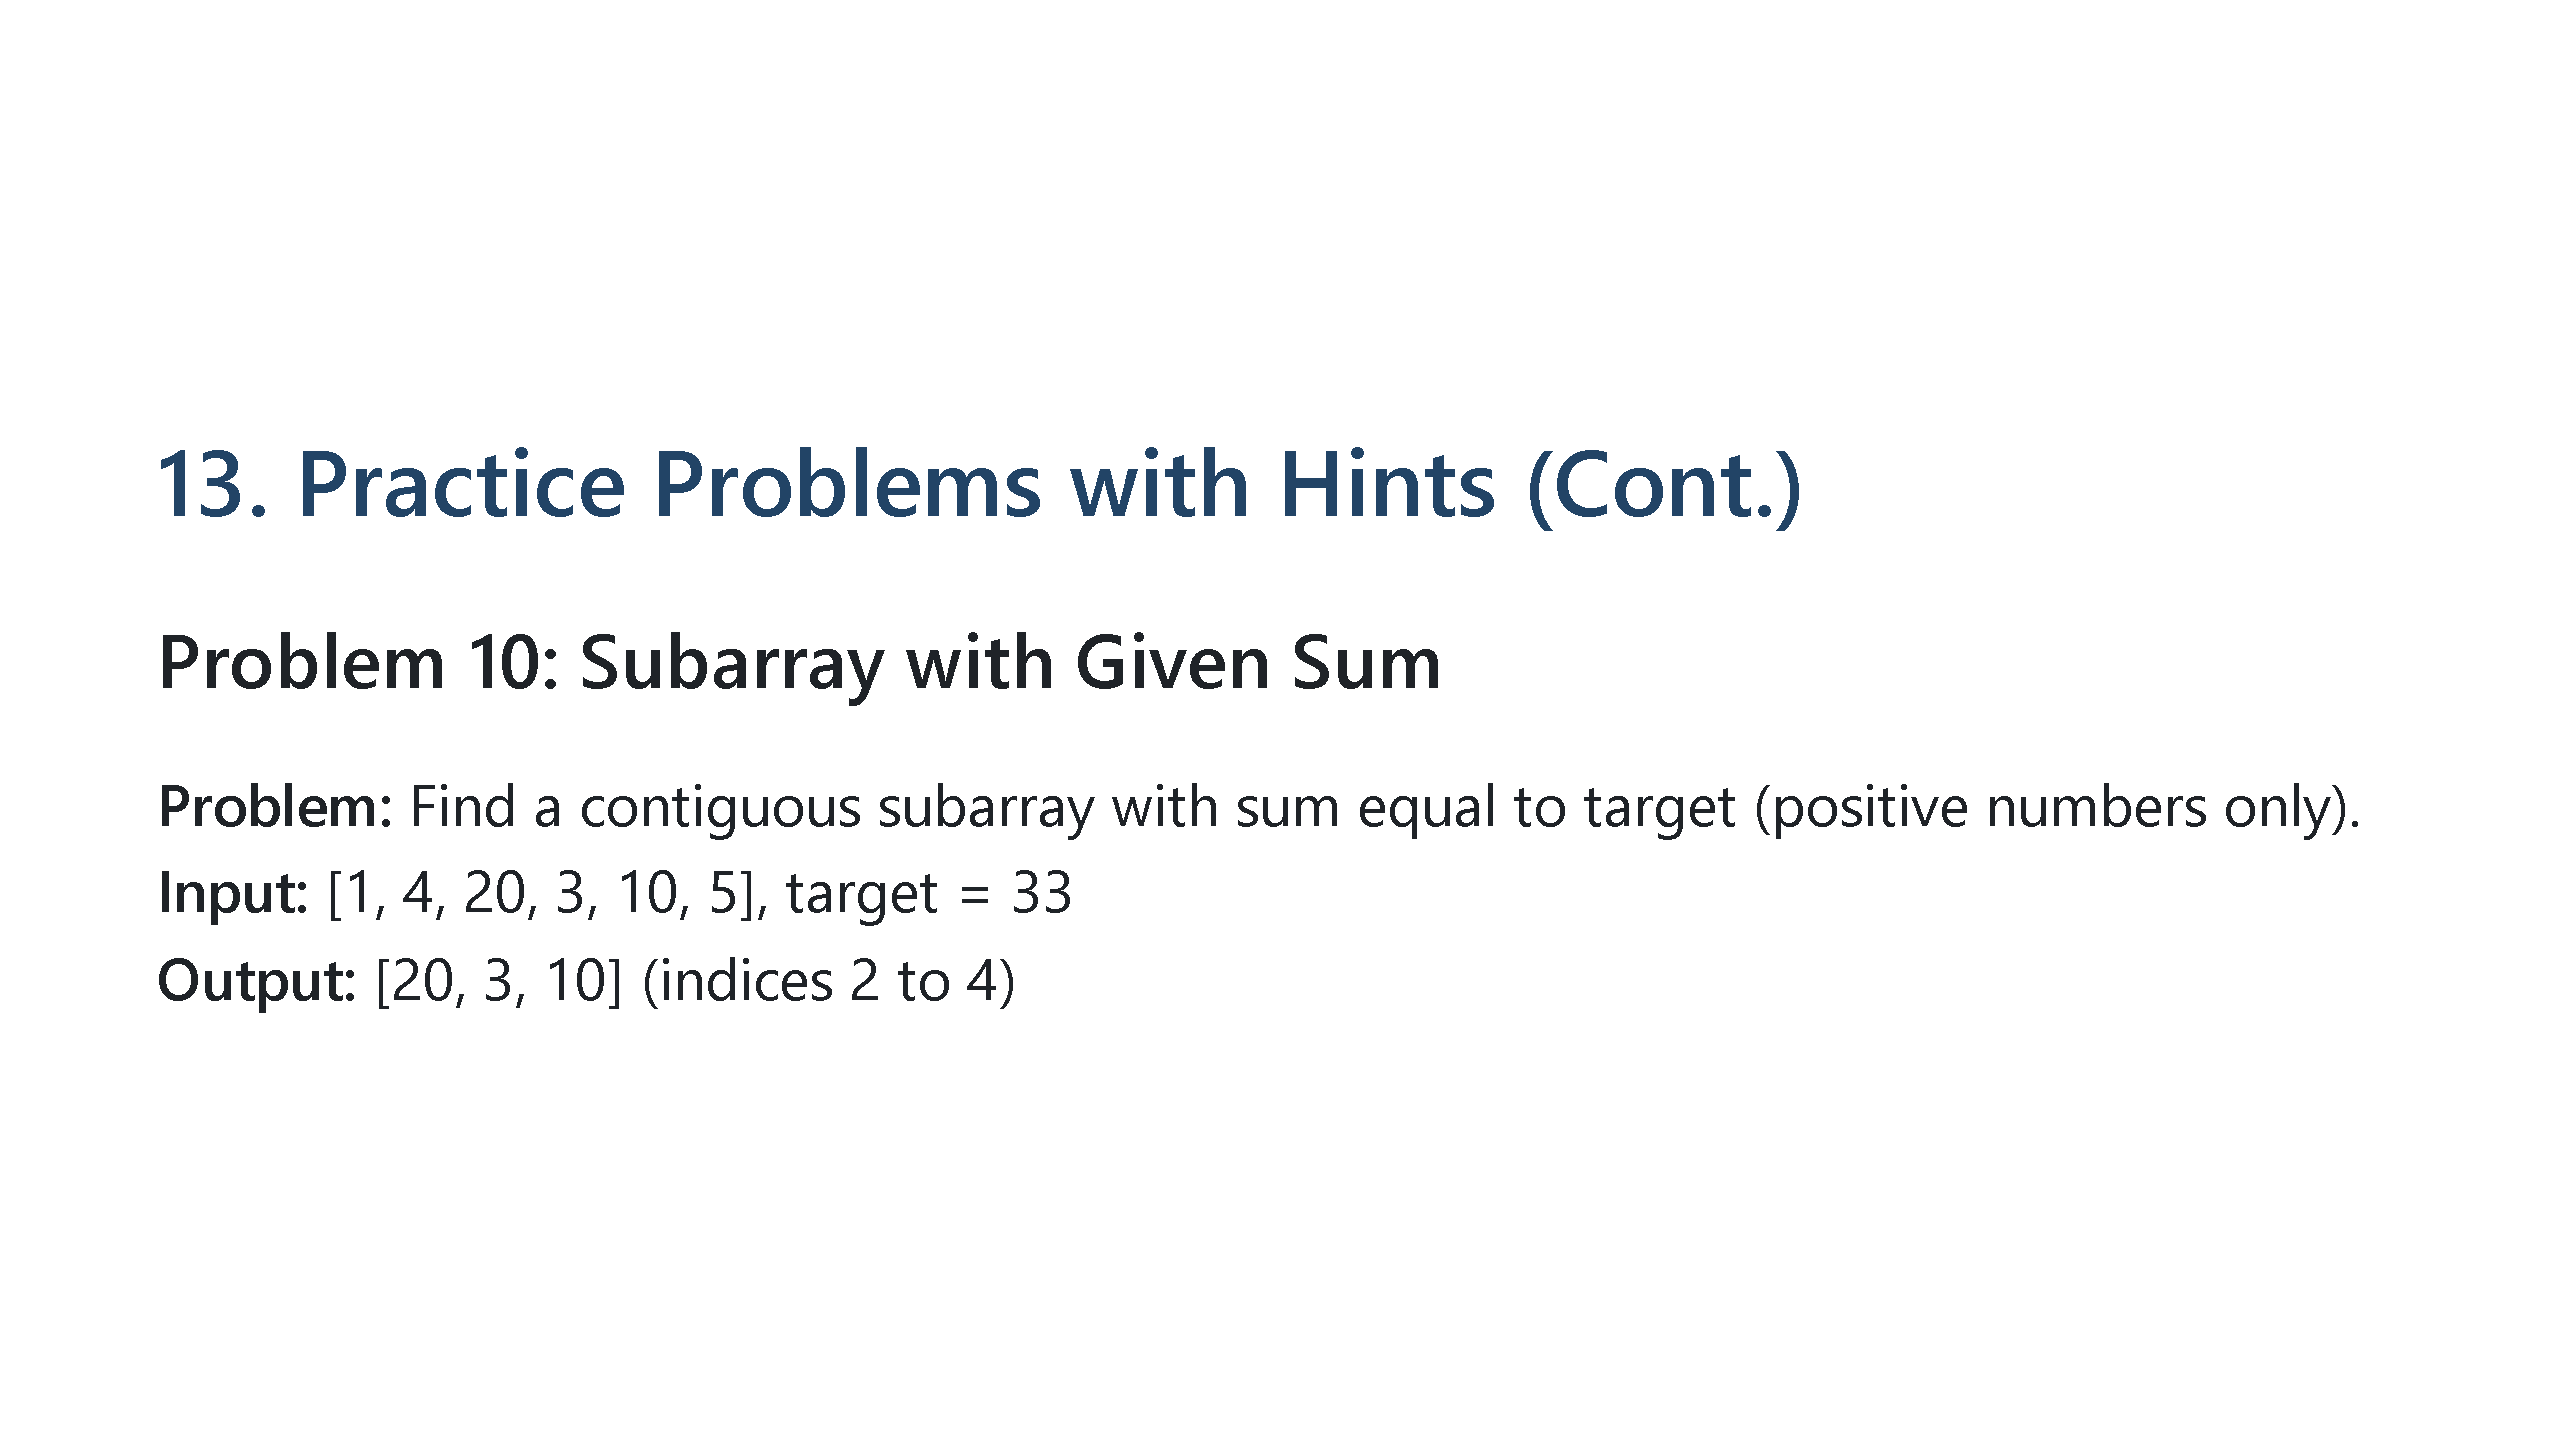 13. Practice Problems with Hints (Cont.)
Problem 10: Subarray with Given Sum
Problem: Find a contiguous subarray with sum equal to target (positive numbers only).
Input: [1, 4, 20, 3, 10, 5], target = 33
Output: [20, 3, 10] (indices 2 to 4)